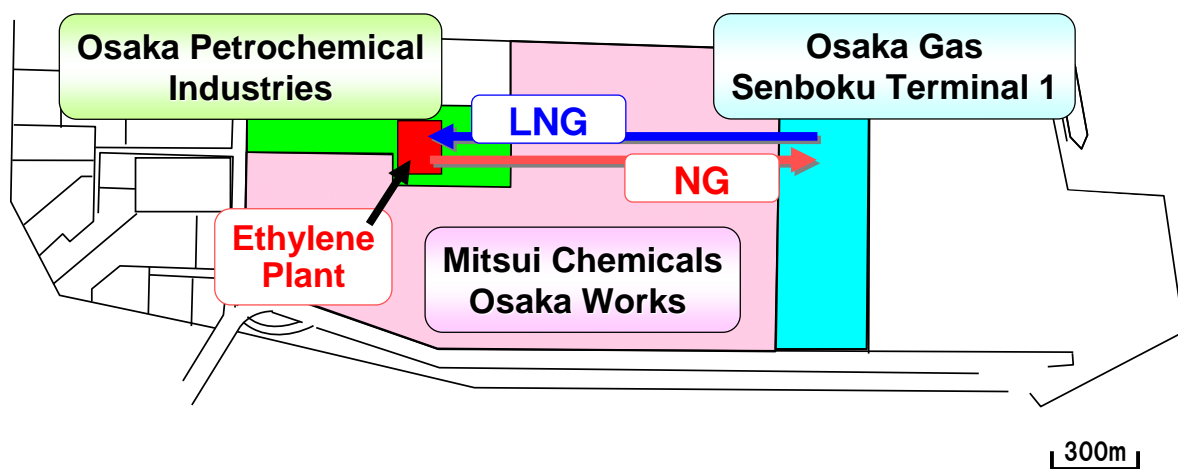 Osaka Petrochemical
Industries
Osaka Gas
Senboku Terminal 1
LNG
NG
Ethylene
Plant
Mitsui Chemicals
Osaka Works
300m